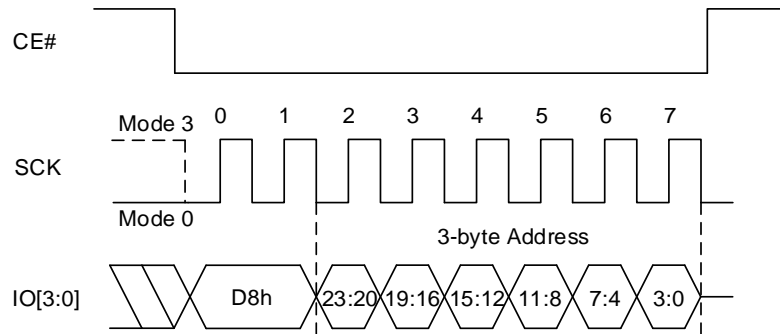 CE#
0 1 2 3 4 5 6 7
Mode 3
SCK
Mode 0
3-byte Address
IO[3:0] D8h 23:20 19:16 15:12 11:8 7:4 3:0